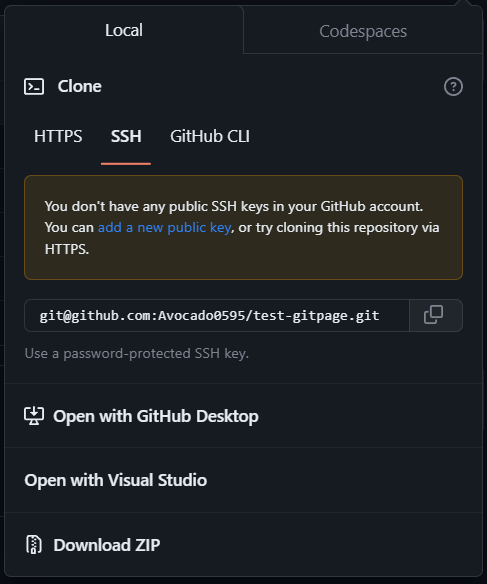 Local
Codespaces
Clone
HTTPS
SSH
GitHub CLI
You don't have any public SSH keys in your GitHub account.
You can add a new public key, or try cloning this repository via
HTTPS.
git@github.com:Avocado0595/test-gitpage.git
Use a password-protected SSH key.
Open with GitHub Desktop
Open with Visual Studio
Download ZIP